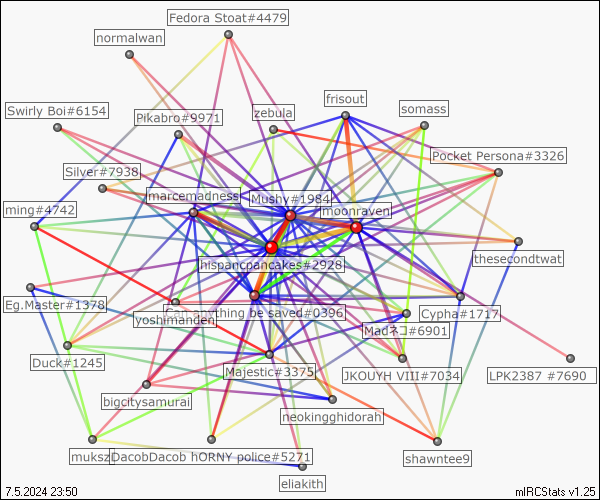 Fedora Stoat#4479
normalwan
frisout
somass
Swirly Boi#6154
Pikabro#9971
zebula
Pocket Persona#3326
Silver#7938
marcemadness
Mushy#1984
moonraven
ming#4742
thesecondtwat
hispancpancakes#2928
Eg.Master#1378
yoshimanden
Can anything be saved#0396
Cypha#1717
Madネコ#6901
Duck#1245
Majestic#3375
JKOUYH VIII#7034
LPK2387 #7690
bigcitysamurai
neokingghidorah
muksz
DacobDacob hORNY police#5271
shawntee9
eliakith
7.5.2024 23:50
mIRCStats v1.25